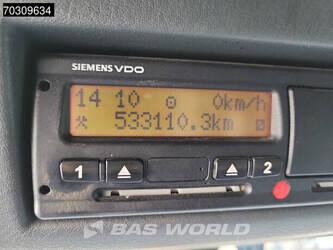 70309634
SIEMENS VDO
14 10 0km/h
533110.3km
1 2
BAS WORLD